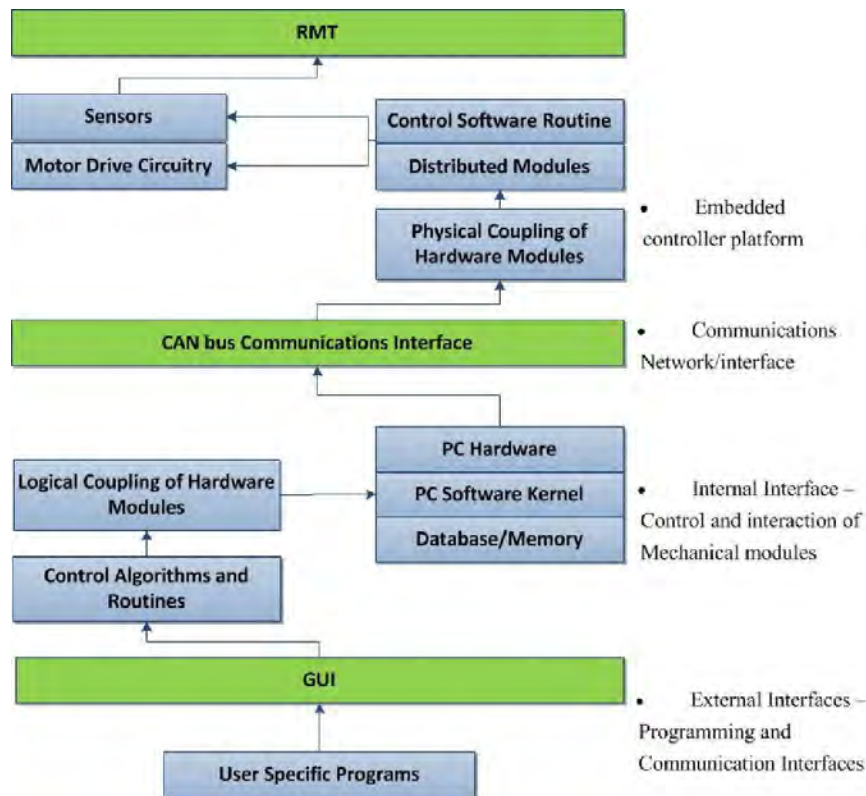 RMT
Sensors
Control Software Routine
Motor Drive Circuitry
Distributed Modules
Physical Coupling of
Hardware Modules
• Embedded
controller platform
CAN bus Communications Interface
• Communications
Network/interface
PC Hardware
Logical Coupling of Hardware
Modules
PC Software Kernel
Database/Memory
• Internal Interface –
Control and interaction of
Mechanical modules
Control Algorithms and
Routines
GUI
• External Interfaces –
Programming and
Communication Interfaces
User Specific Programs